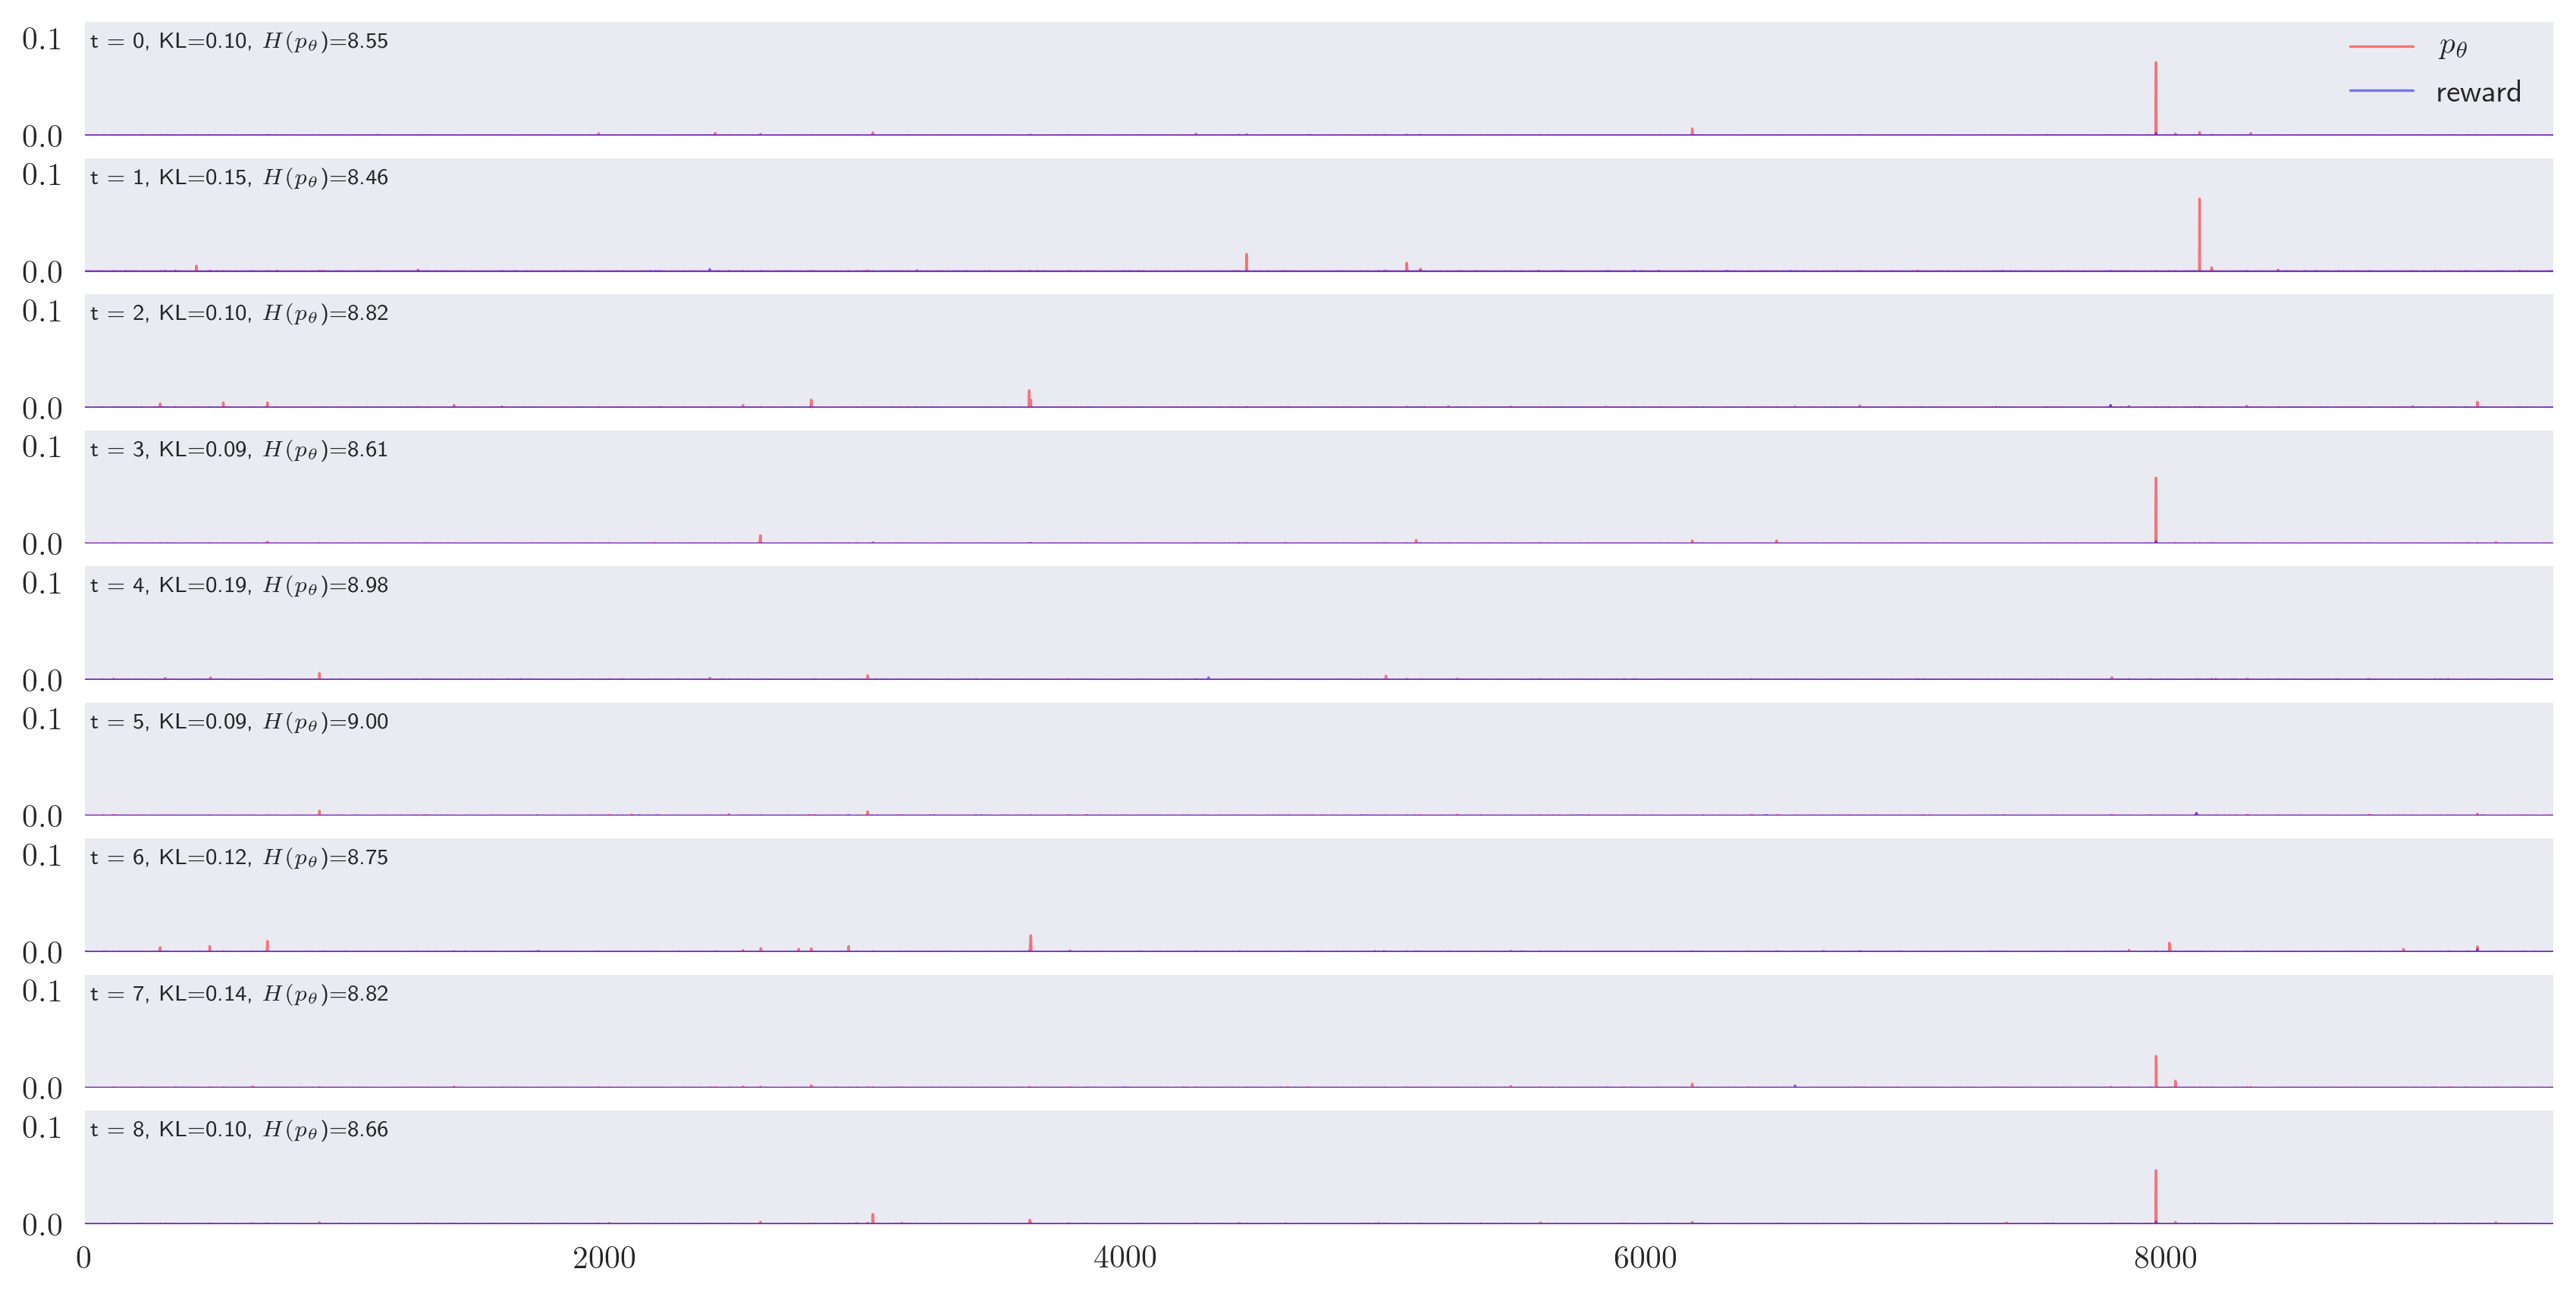 0.1
t = 0, KL=0.10, H(pθ)=8.55
pθ
reward
0.0
0.1
t = 1, KL=0.15, H(pθ)=8.46
0.0
0.1
t = 2, KL=0.10, H(pθ)=8.82
0.0
0.1
t = 3, KL=0.09, H(pθ)=8.61
0.0
0.1
t = 4, KL=0.19, H(pθ)=8.98
0.0
0.1
t = 5, KL=0.09, H(pθ)=9.00
0.0
0.1
t = 6, KL=0.12, H(pθ)=8.75
0.0
0.1
t = 7, KL=0.14, H(pθ)=8.82
0.0
0.1
t = 8, KL=0.10, H(pθ)=8.66
0.0
0 2000 4000 6000 8000